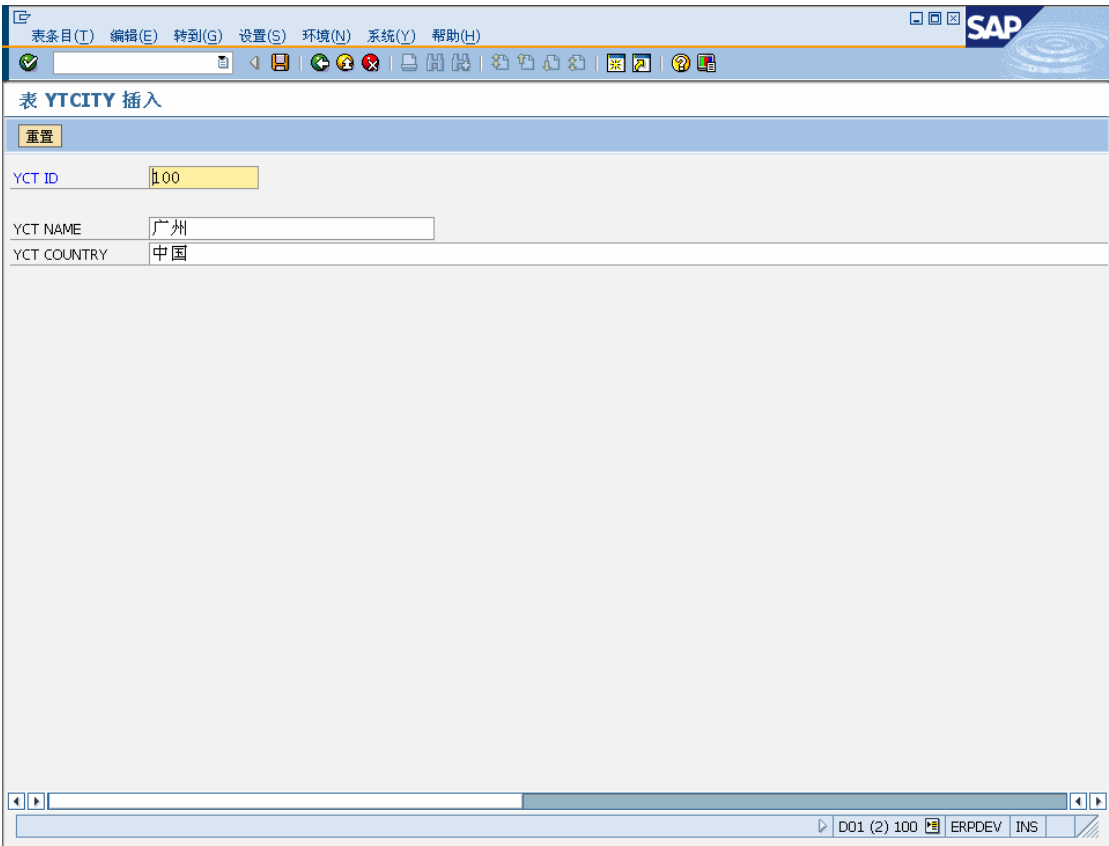 表条目(T) 编辑(E) 转到(G) 设置(S) 环境(N) 系统(Y) 帮助(H)
SAP
表 YTCITY 插入
重置
YCT ID 100
YCT NAME 广州
YCT COUNTRY 中国
D01 (2) 100 ERPDEV INS